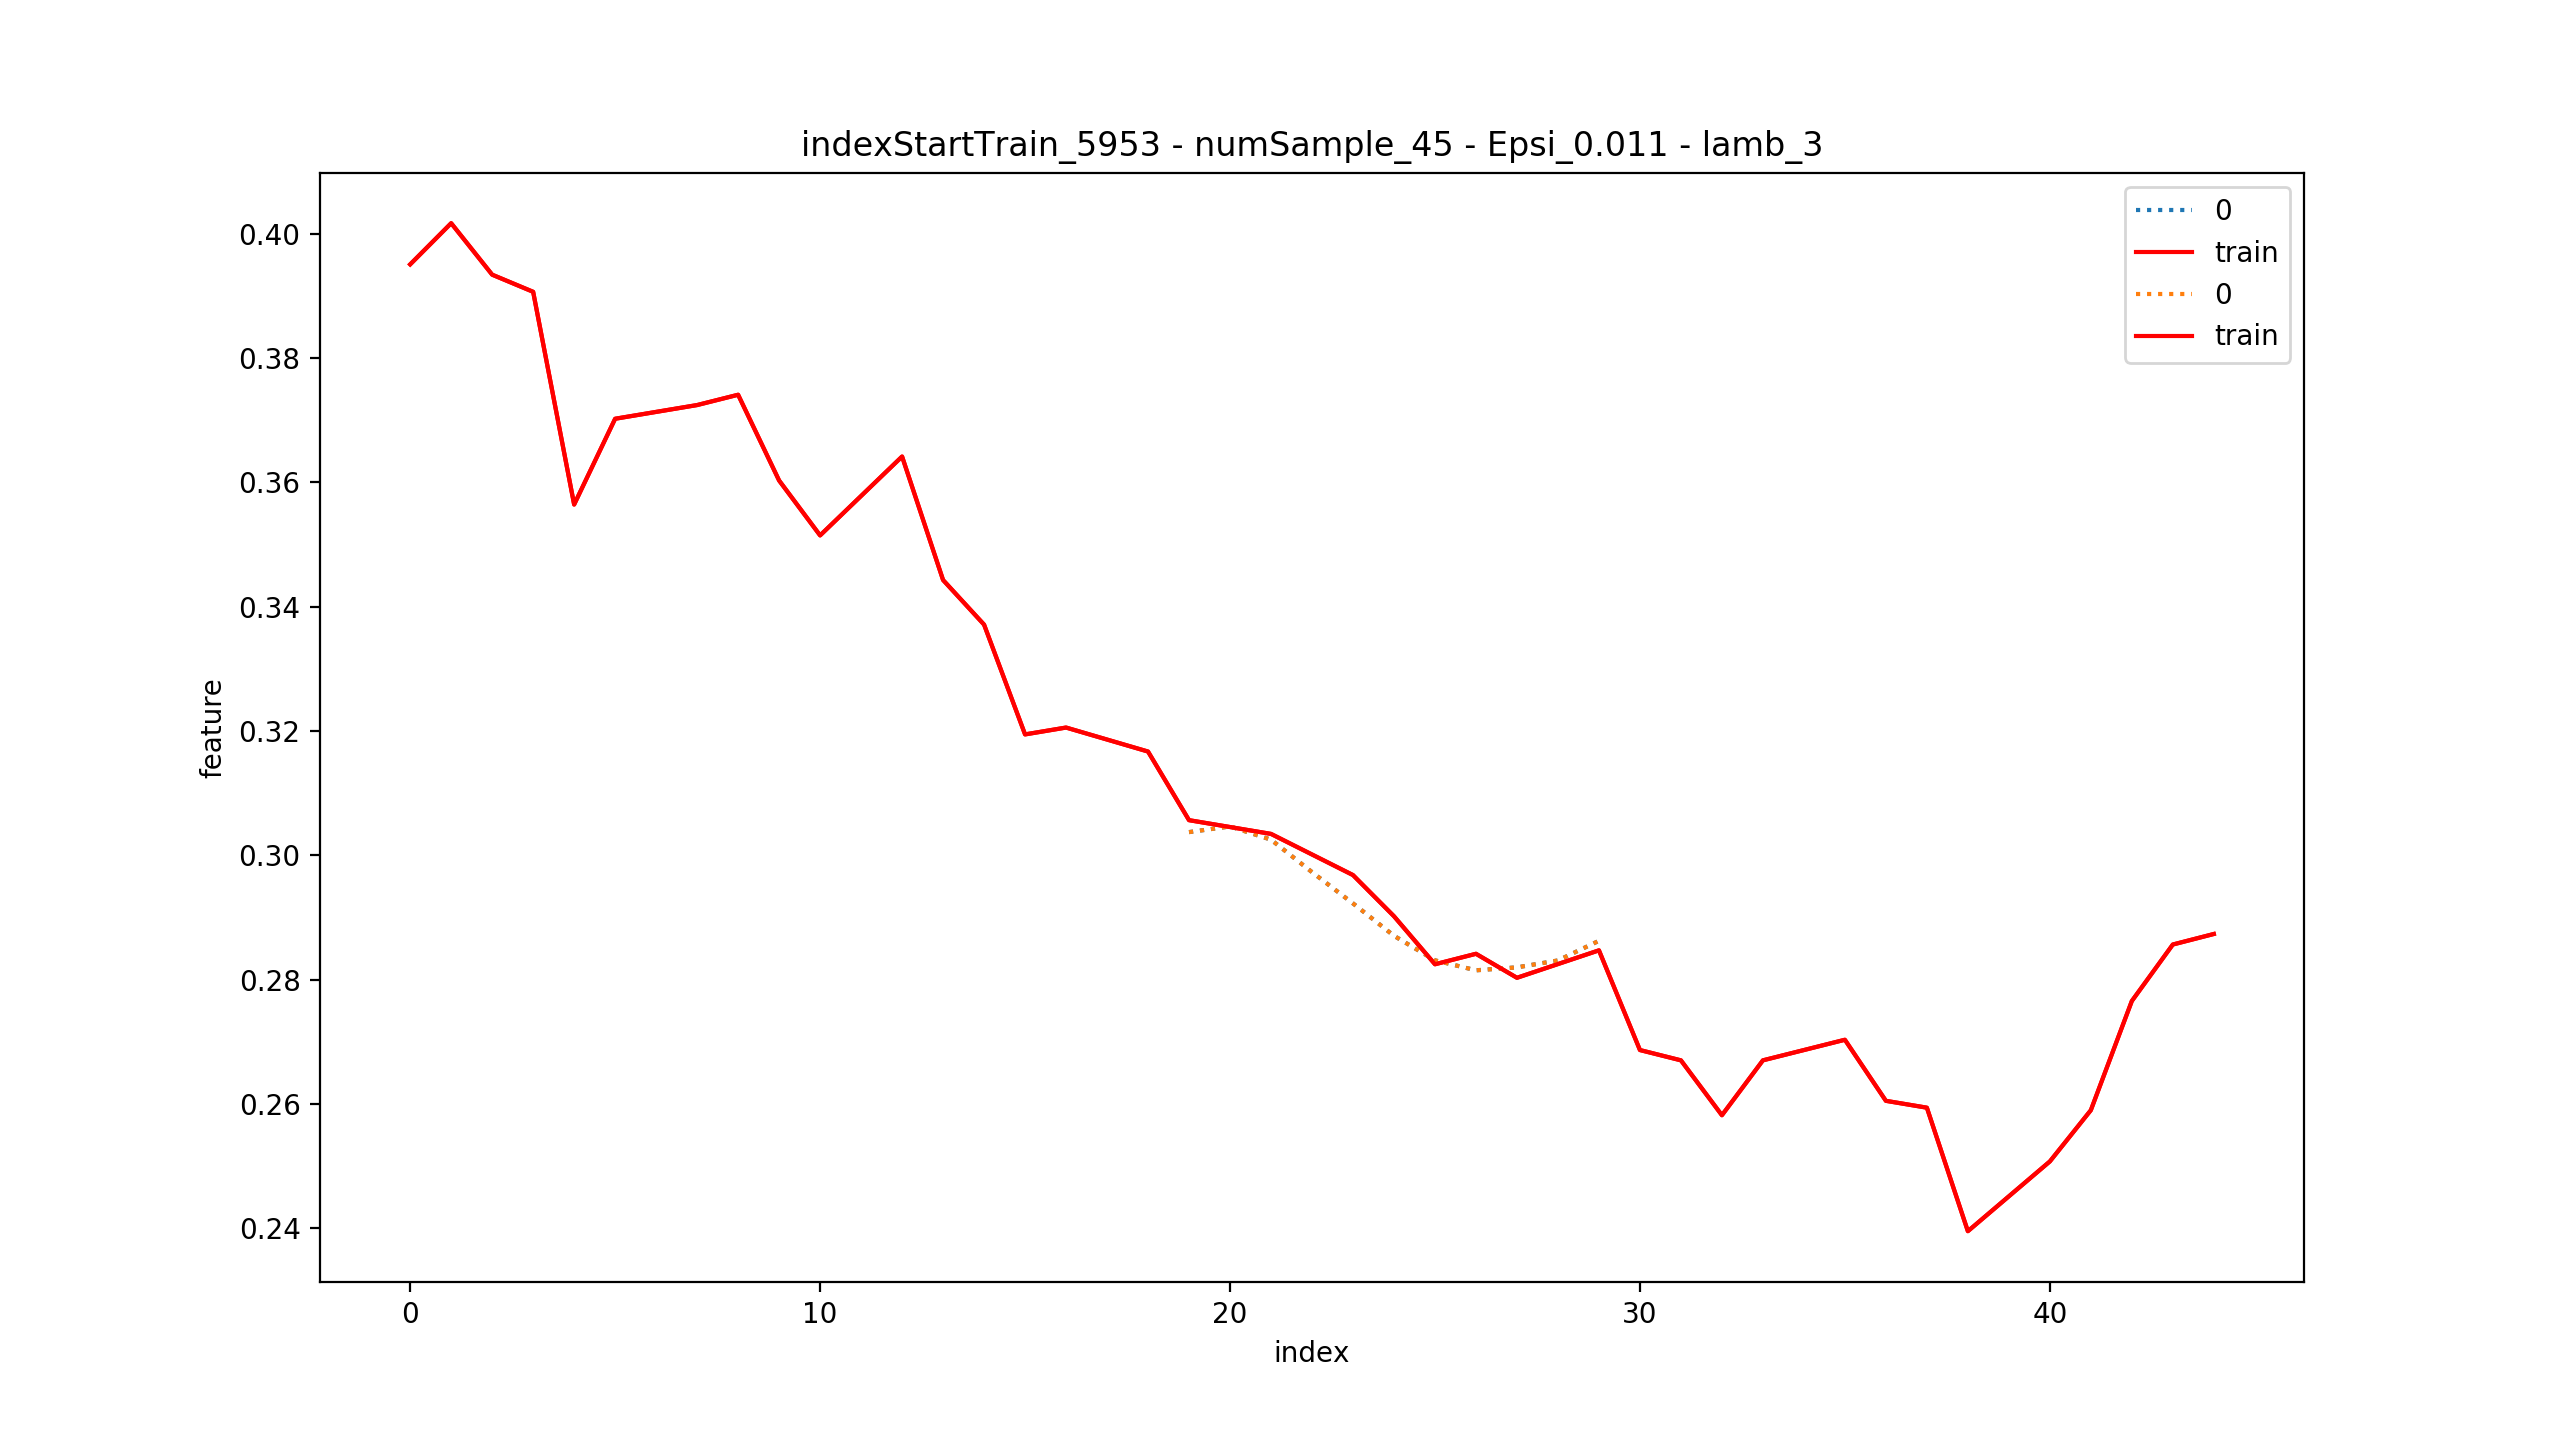 indexStartTrain_5953 - numSample_45 - Epsi_0.011 - lamb_3
0
train
0
train
0.40
0.38
0.36
0.34
0.32
0.30
0.28
0.26
0.24
feature
0 10 20 30 40
index